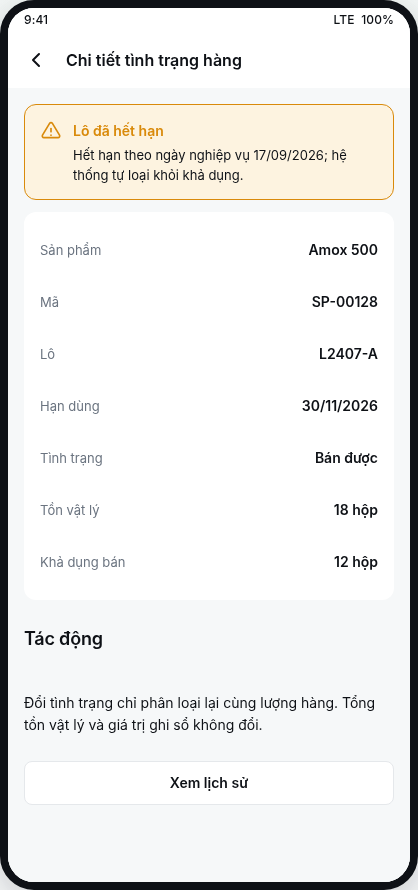 9:41
LTE 100%
Chi tiết tình trạng hàng
Lô đã hết hạn
Hết hạn theo ngày nghiệp vụ 17/09/2026; hệ
thống tự loại khỏi khả dụng.
Sản phẩm
Amox 500
Mã
SP-00128
Lô
L2407-A
Hạn dùng
30/11/2026
Tình trạng
Bán được
Tồn vật lý
18 hộp
Khả dụng bán
12 hộp
Tác động
Đổi tình trạng chỉ phân loại lại cùng lượng hàng. Tổng
tồn vật lý và giá trị ghi sổ không đổi.
Xem lịch sử